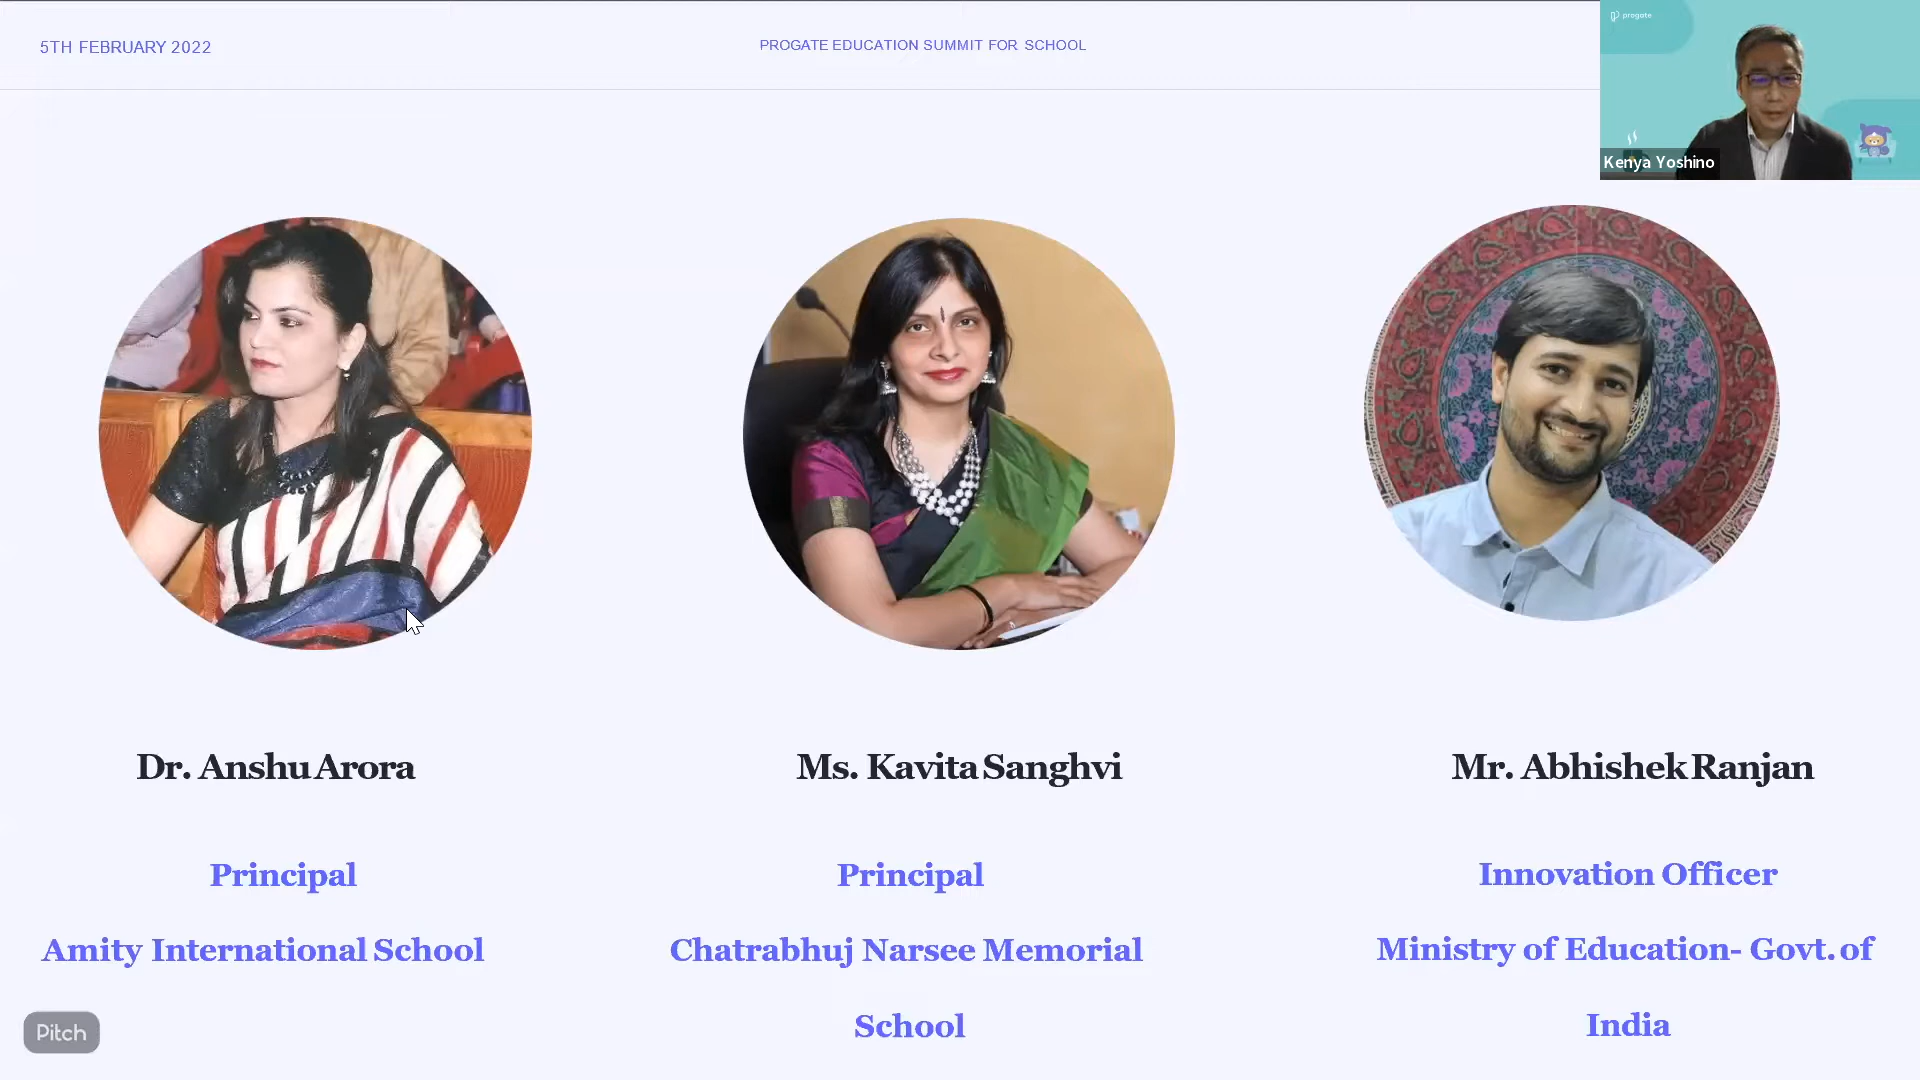 5TH FEBRUARY 2022
PROGATE EDUCATION SUMMIT FOR SCHOOL
progate
Kenya Yoshino
Dr. Anshu Arora
Principal
Amity International School
Ms. Kavita Sanghvi
Principal
Chatrabhuj Narsee Memorial
School
Mr. Abhishek Ranjan
Innovation Officer
Ministry of Education- Govt. of
India
Pitch